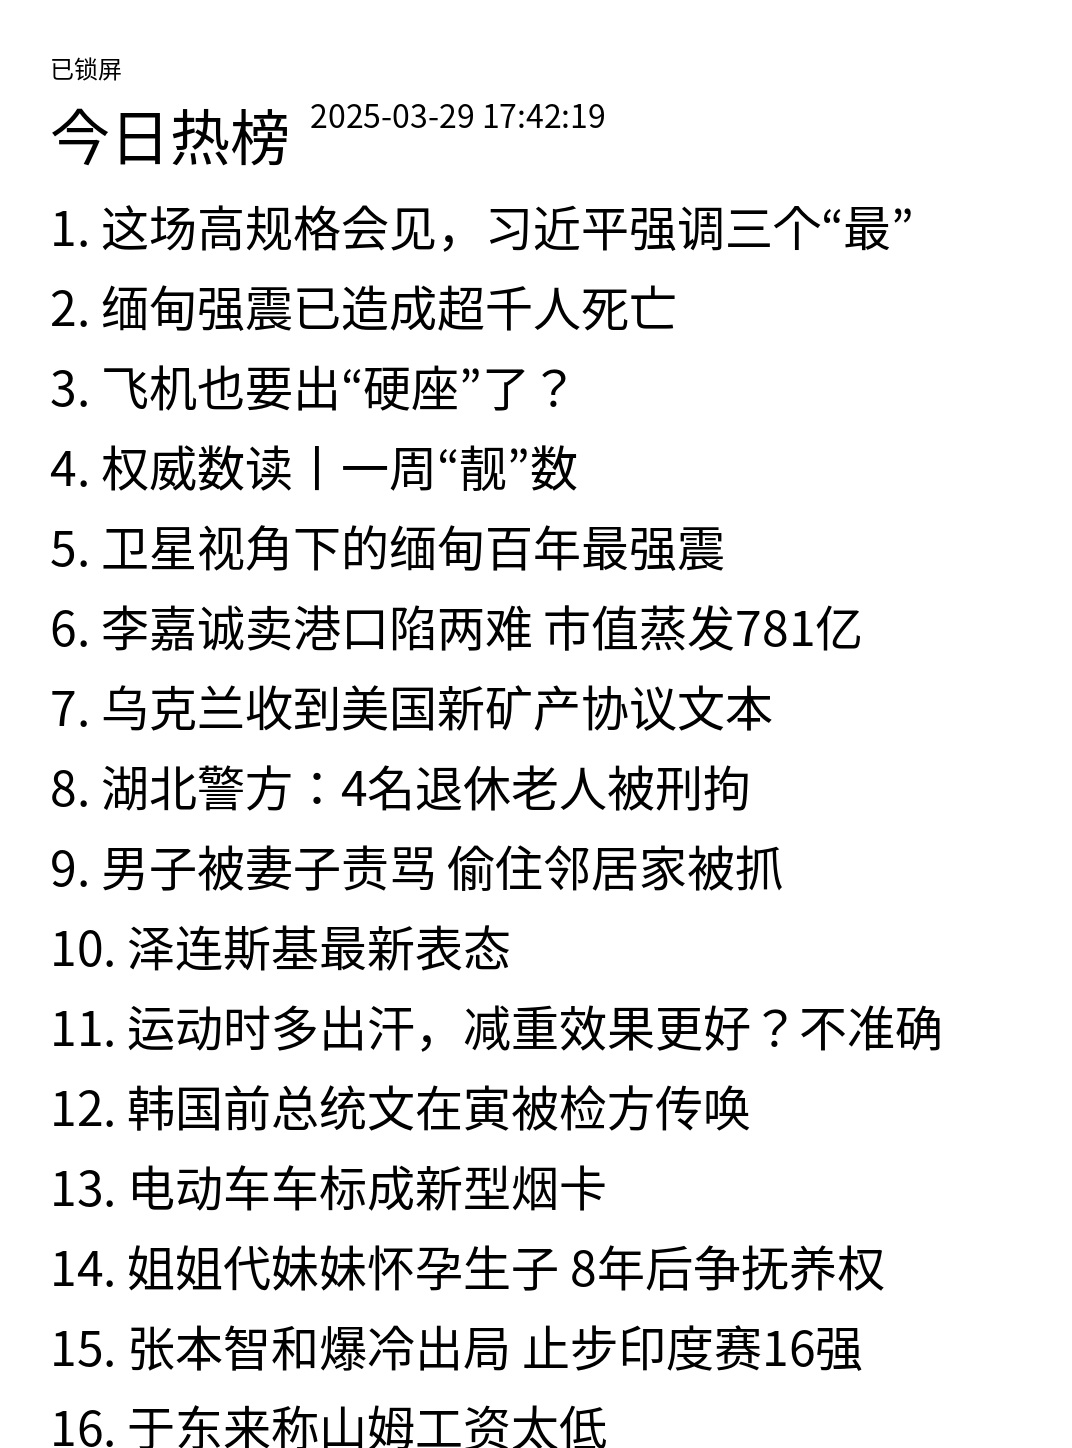 已锁屏
今日热榜 2025-03-29 17:42:19
1. 这场高规格会见，习近平强调三个“最”
2. 缅甸强震已造成超千人死亡
3. 飞机也要出“硬座”了？
4. 权威数读丨一周“靓”数
5. 卫星视角下的缅甸百年最强震
6. 李嘉诚卖港口陷两难 市值蒸发781亿
7. 乌克兰收到美国新矿产协议文本
8. 湖北警方：4名退休老人被刑拘
9. 男子被妻子责骂 偷住邻居家被抓
10. 泽连斯基最新表态
11. 运动时多出汗，减重效果更好？不准确
12. 韩国前总统文在寅被检方传唤
13. 电动车车标成新型烟卡
14. 姐姐代妹妹怀孕生子 8年后争抚养权
15. 张本智和爆冷出局 止步印度赛16强
16. 于东来称山姆工资太低